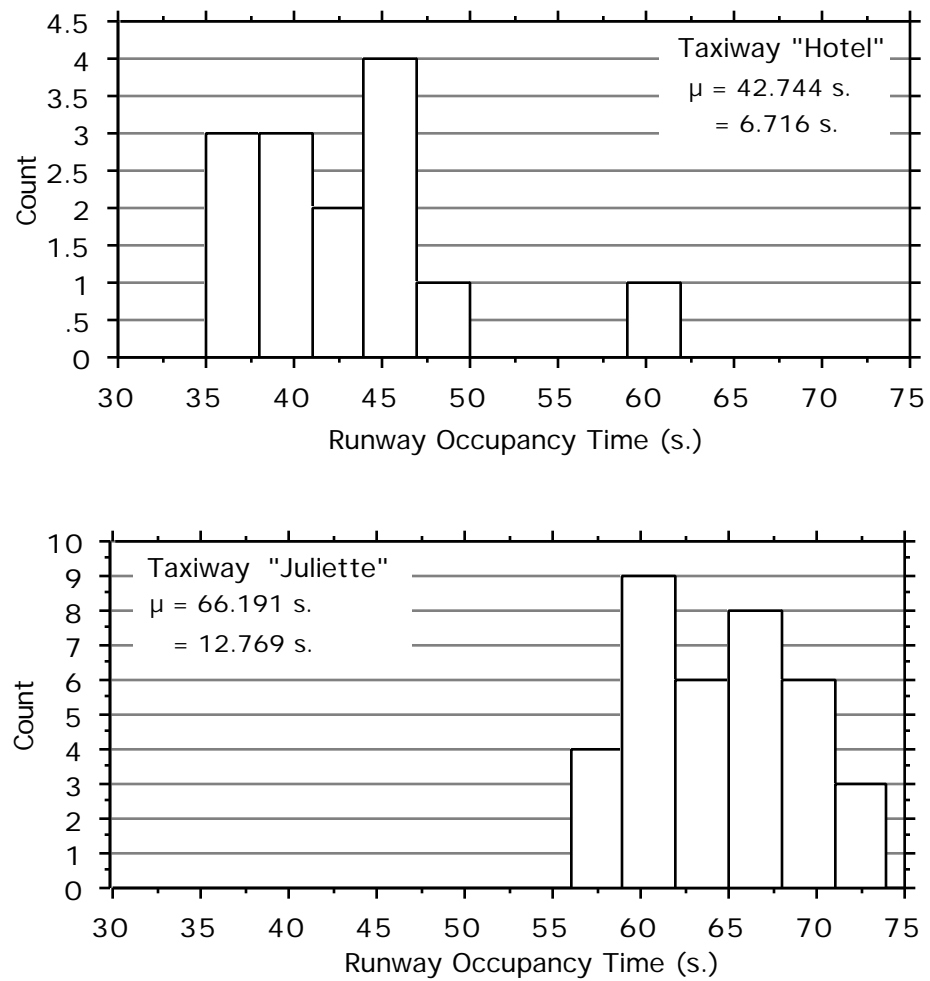 4.5
4
3.5
3
2.5
2
1.5
1
.5
0
Count
Taxiway "Hotel"
µ = 42.744 s.
= 6.716 s.
30 35 40 45 50 55 60 65 70 75
Runway Occupancy Time (s.)
10
9
8
7
6
5
4
3
2
1
0
Count
Taxiway "Juliette"
µ = 66.191 s.
= 12.769 s.
30 35 40 45 50 55 60 65 70 75
Runway Occupancy Time (s.)